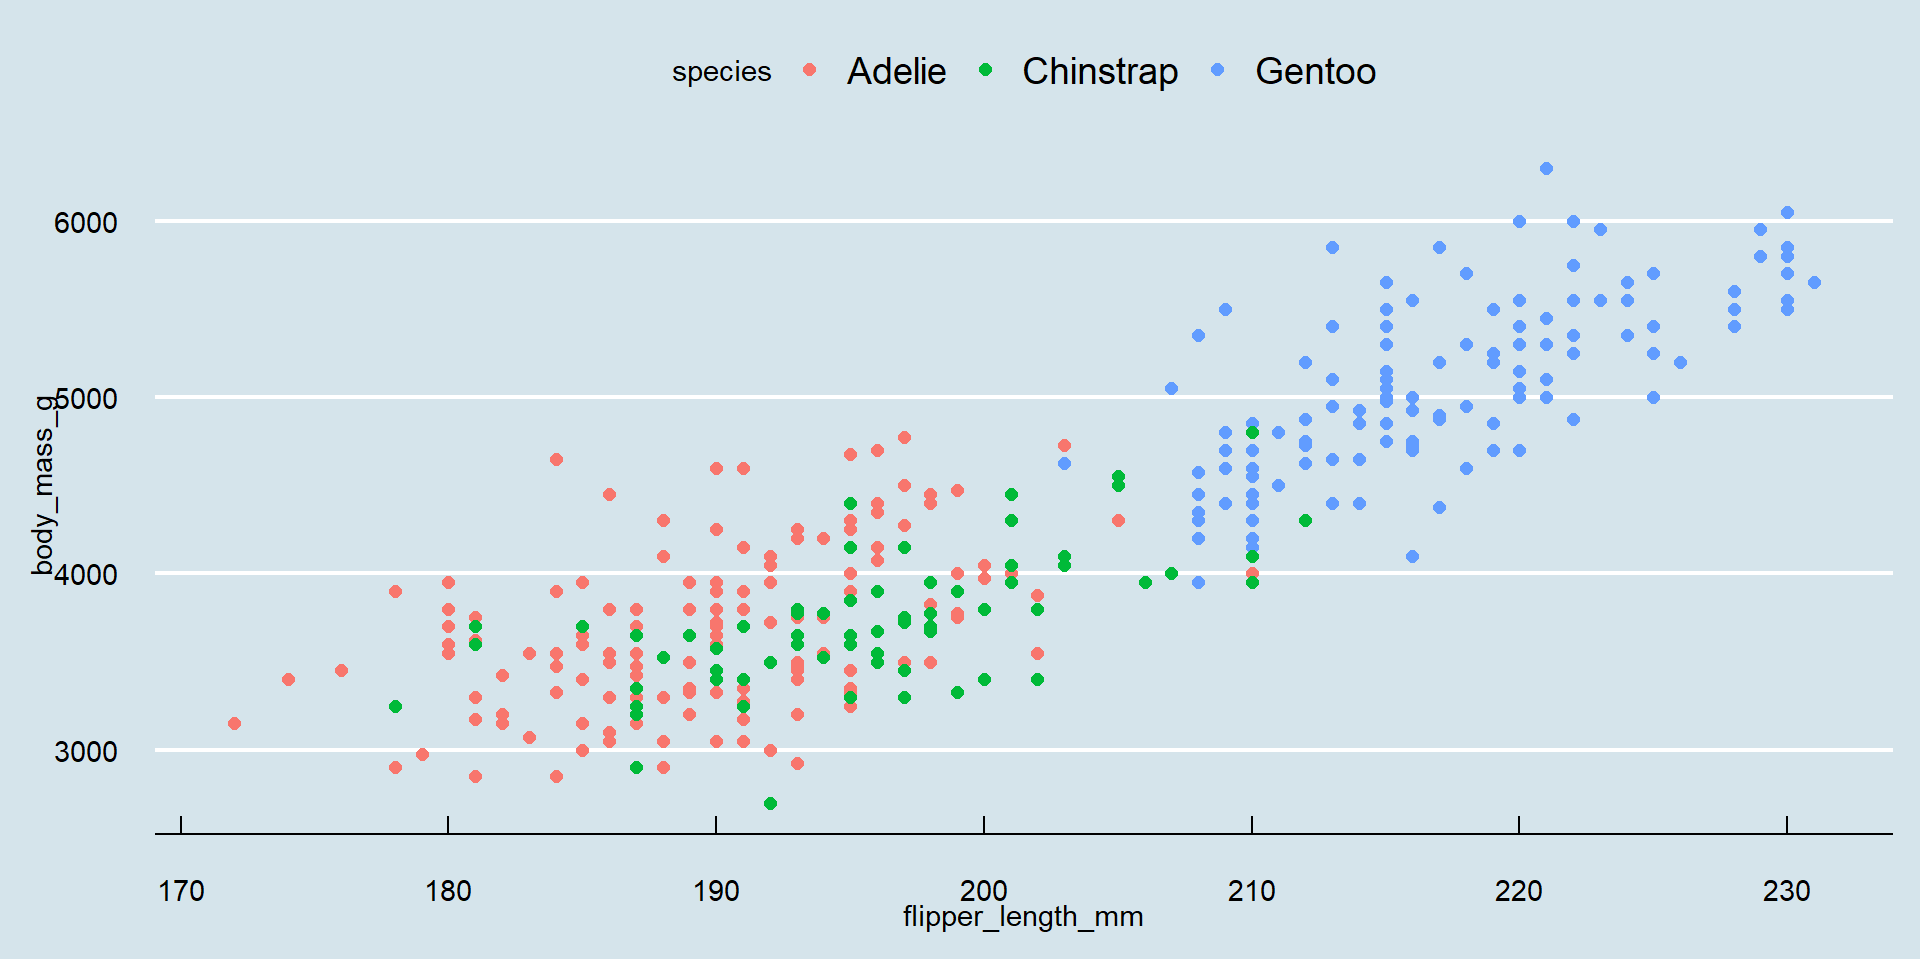 species Adelie Chinstrap Gentoo
body_mass_g
6000
5000
4000
3000
170 180 190 200 210 220 230
flipper_length_mm